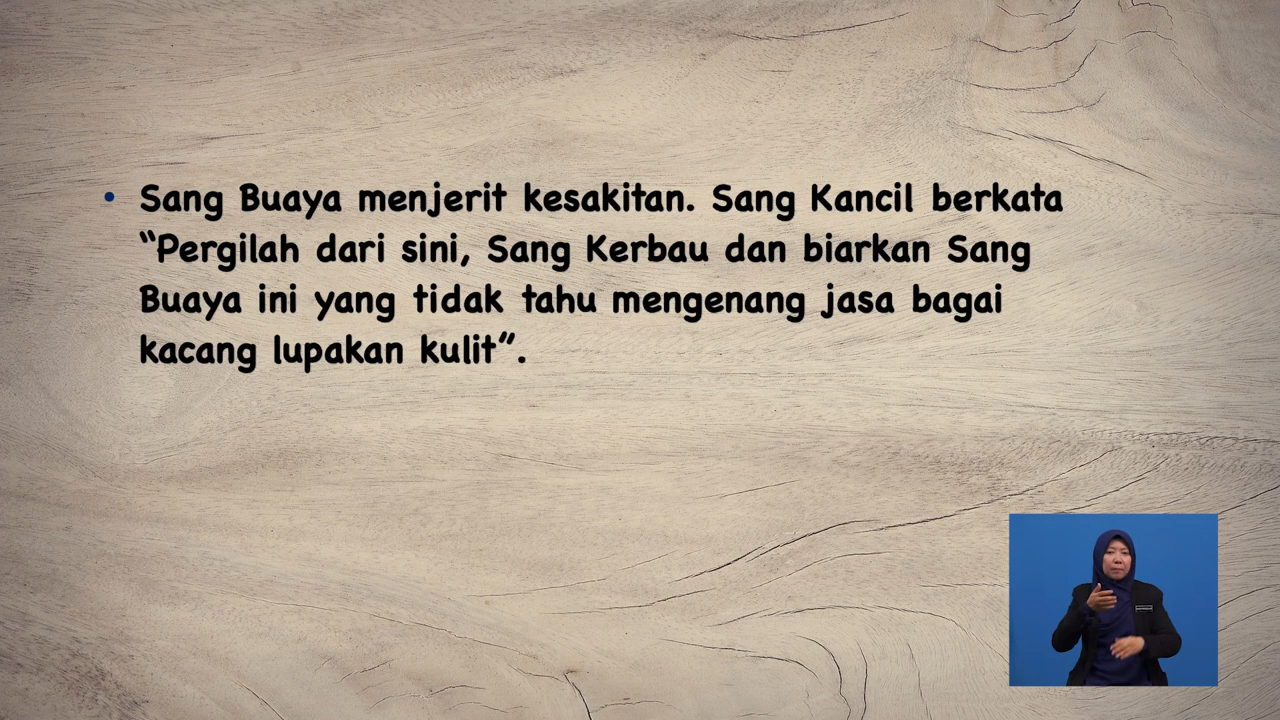 • Sang Buaya menjerit kesakitan. Sang Kancil berkata
“Pergilah dari sini, Sang Kerbau dan biarkan Sang
Buaya ini yang tidak tahu mengenang jasa bagai
kacang lupakan kulit”.